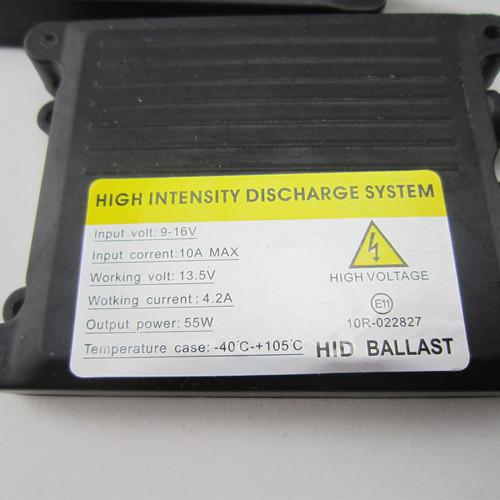 HIGH INTENSITY DISCHARGE SYSTEM
Input volt: 9-16V
Input current:10A MAX
Working volt: 13.5V
Wotking current : 4.2A
Output power: 55W
Temperature case: -40°C-+105°C
HIGH VOLTAGE
E11
10R-022827
HID BALLAST